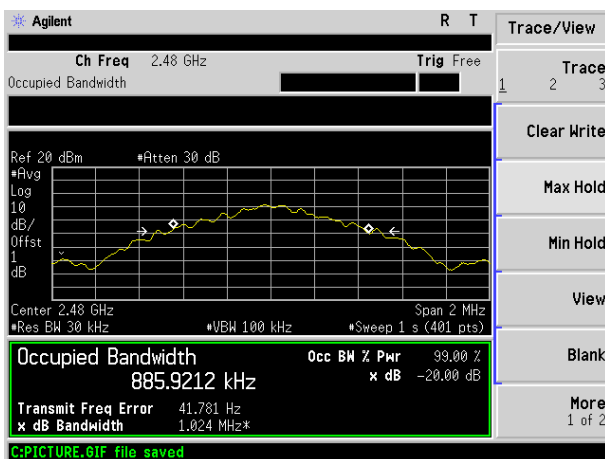 Agilent R T
Ch Freq 2.48 GHz Trig Free
Occupied Bandwidth
Ref 20 dBm #Atten 30 dB
#Avg
Log
10
dB/
Offst
1
dB
Center 2.48 GHz Span 2 MHz
#Res BW 30 kHz #VBW 100 kHz #Sweep 1 s (401 pts)
Occupied Bandwidth Occ BW % Pwr 99.00 %
885.9212 kHz x dB -20.00 dB
Transmit Freq Error 41.781 Hz
x dB Bandwidth 1.024 MHz*
C:PICTURE.GIF file saved
Trace/View
Trace
1 2 3
Clear Write
Max Hold
Min Hold
View
Blank
More
1 of 2